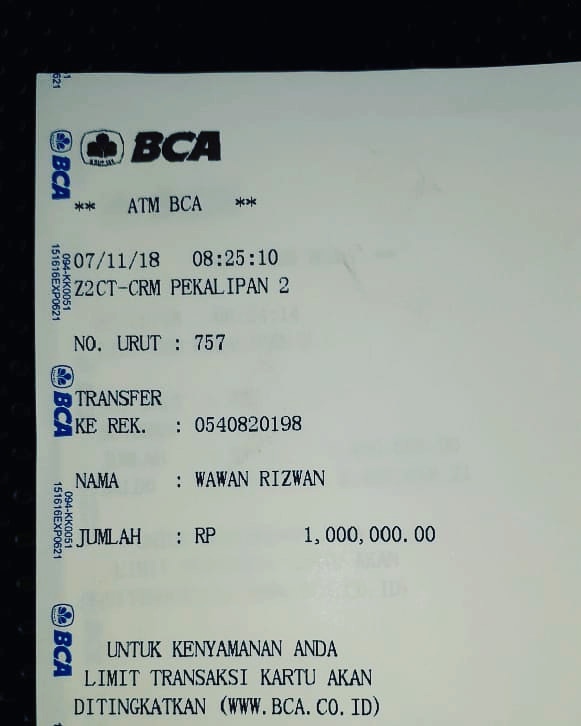 BCA
** ATM BCA **
07/11/18 08:25:10
Z2CT-CRM PEKALIPAN 2
NO. URUT : 757
TRANSFER
KE REK. : 0540820198
NAMA : WAWAN RIZWAN
JUMLAH : RP 1,000,000.00
UNTUK KENYAMANAN ANDA
LIMIT TRANSAKSI KARTU AKAN
DITINGKATKAN (WWW.BCA.CO.ID)
BCA
094-KK0051
151616EXP0621
BCA
094-KK0051
151616EXP0621
BCA